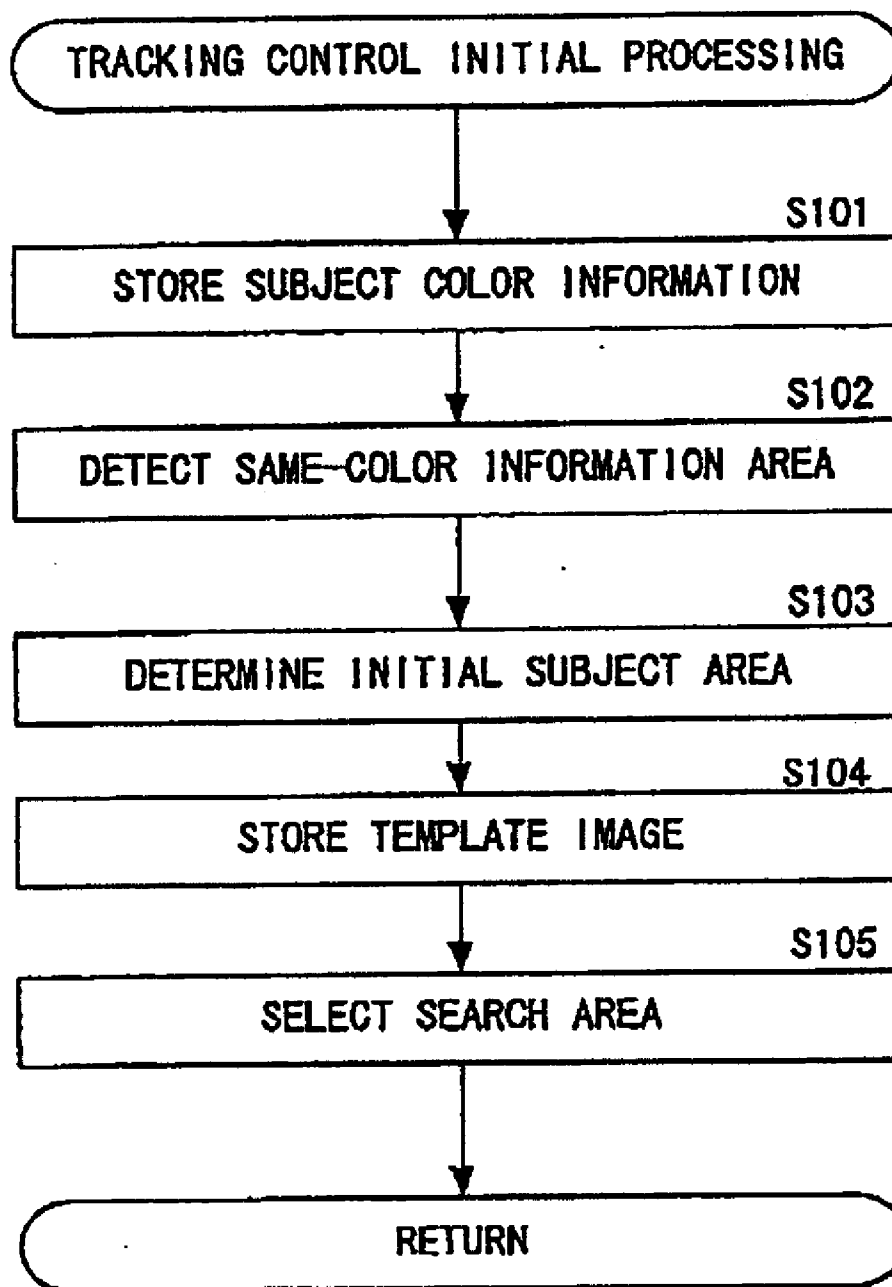 TRACKING CONTROL INITIAL PROCESSING
S101
STORE SUBJECT COLOR INFORMATION
S102
DETECT SAME-COLOR INFORMATION AREA
S103
DETERMINE INITIAL SUBJECT AREA
S104
STORE TEMPLATE IMAGE
S105
SELECT SEARCH AREA
RETURN